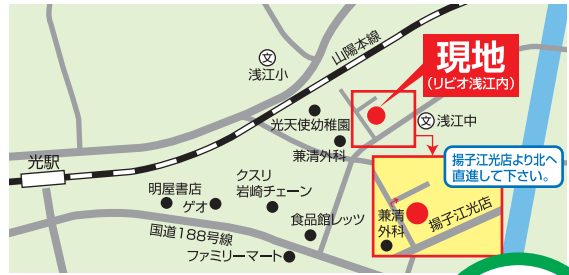 山陽本線
現地
(リビオ浅江内)
文
浅江小
光天使幼稚園
文 浅江中
兼清外科
光駅
揚子江光店より北へ
直進して下さい。
クスリ
岩崎チェーン
明屋書店
ゲオ
食品館レッツ
兼清
外科
揚子江光店
国道188号線
ファミリーマート